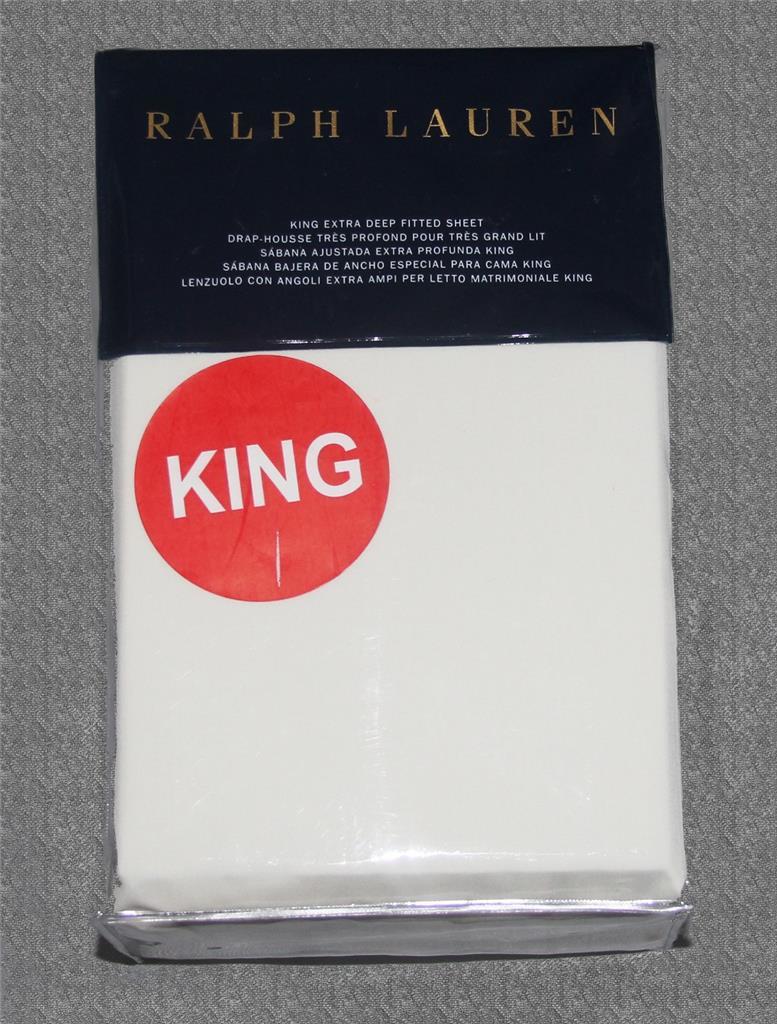 RALPH LAUREN
KING EXTRA DEEP FITTED SHEET
DRAP-HOUSSE TRÈS PROFOND POUR TRÈS GRAND LIT
SÁBANA AJUSTADA EXTRA PROFUNDA KING
SÁBANA BAJERA DE ANCHO ESPECIAL PARA CAMA KING
LENZUOLO CON ANGOLI EXTRA AMPI PER LETTO MATRIMONIALE KING
KING